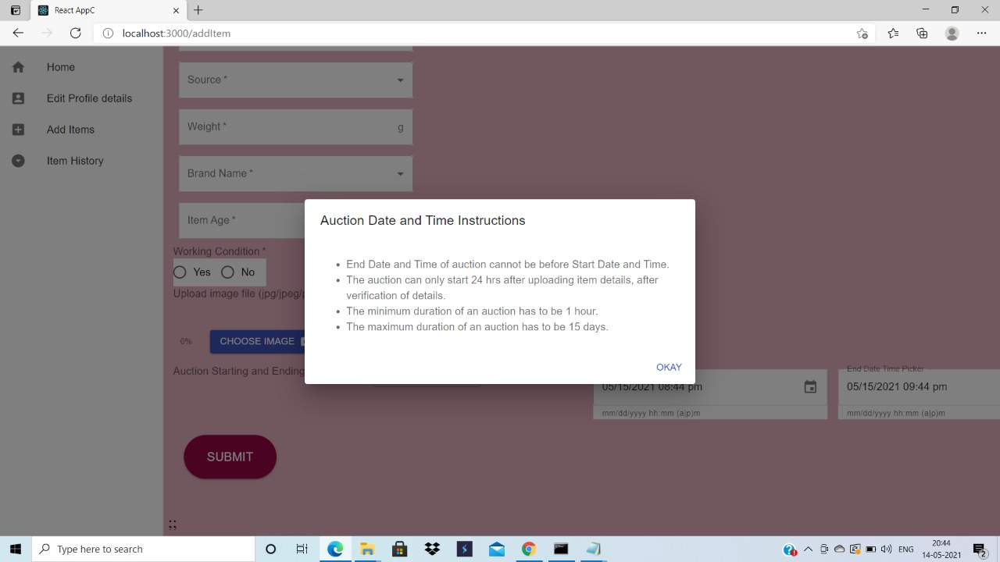 React AppC
localhost:3000/addItem
Home
Edit Profile details
Add Items
Item History
Source *
Weight * g
Brand Name *
Item Age *
Working Condition *
Yes No
Upload image file (jpg/jpeg/
Auction Date and Time Instructions
End Date and Time of auction cannot be before Start Date and Time.
The auction can only start 24 hrs after uploading item details, after
verification of details.
The minimum duration of an auction has to be 1 hour.
The maximum duration of an auction has to be 15 days.
OKAY
0% CHOOSE IMAGE
Auction Starting and Ending
05/15/2021 08:44 pm
mm/dd/yyyy hh:mm (a|p)m
End Date Time Picker
05/15/2021 09:44 pm
mm/dd/yyyy hh:mm (a|p)m
SUBMIT
;;
Type here to search
ENG
20:44
14-05-2021
2